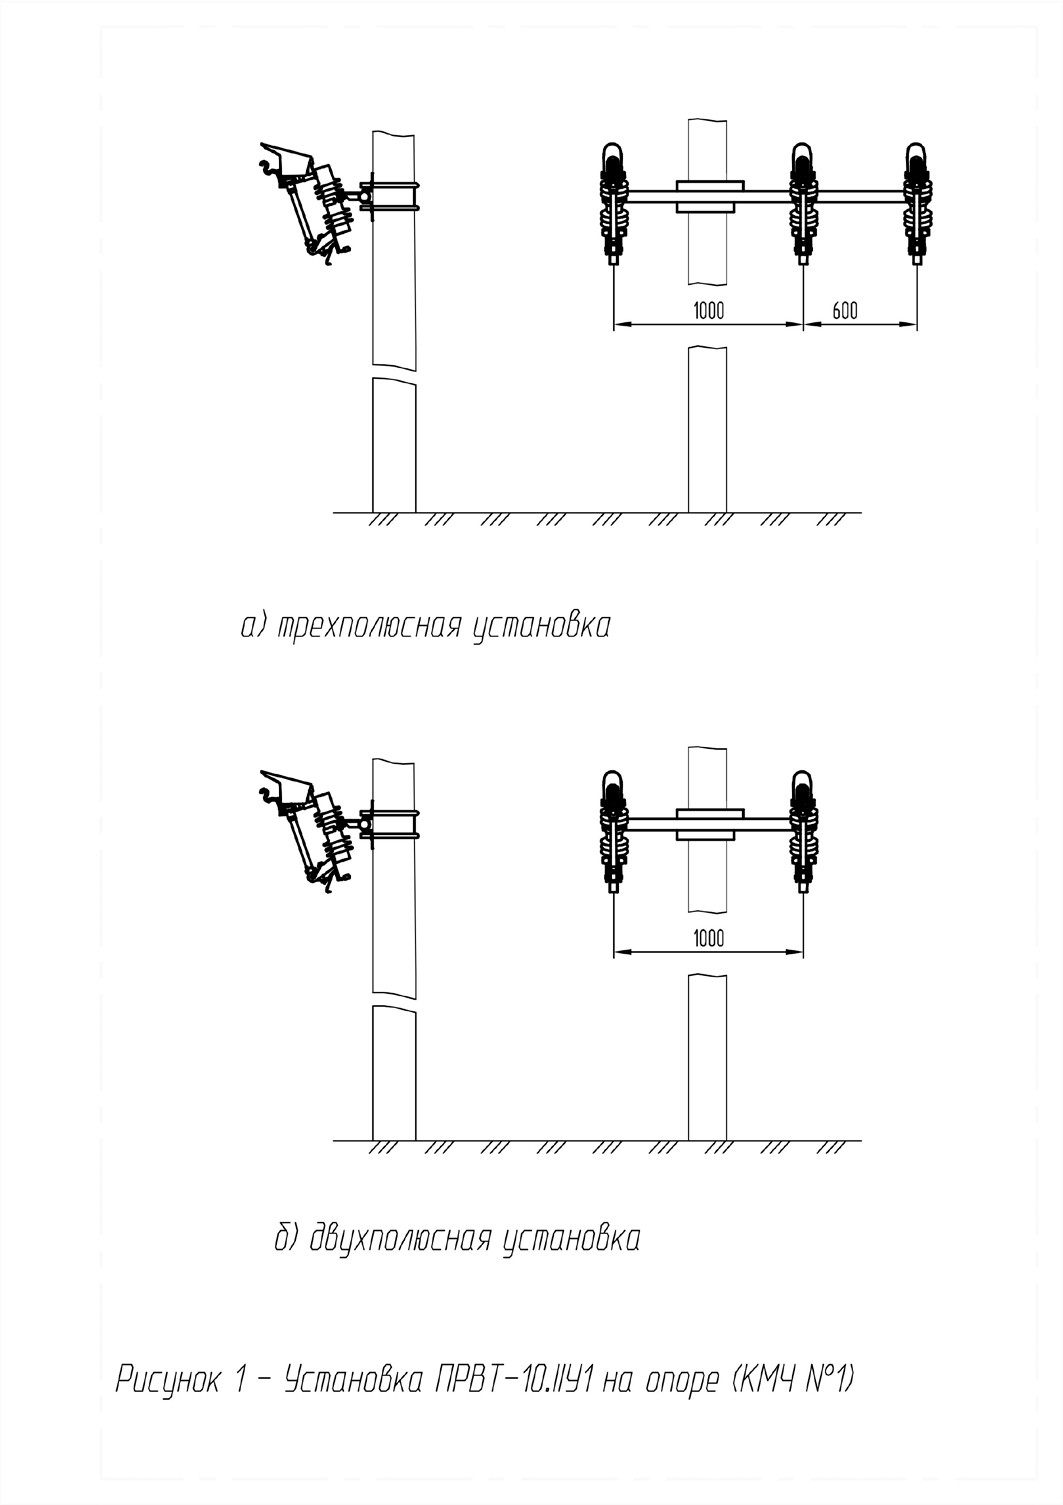 1000
600
а) трехполюсная установка
1000
б) двухполюсная установка
Рисунок 1 - Установка ПРВТ-10.IIУ1 на опоре (КМЧ №1)